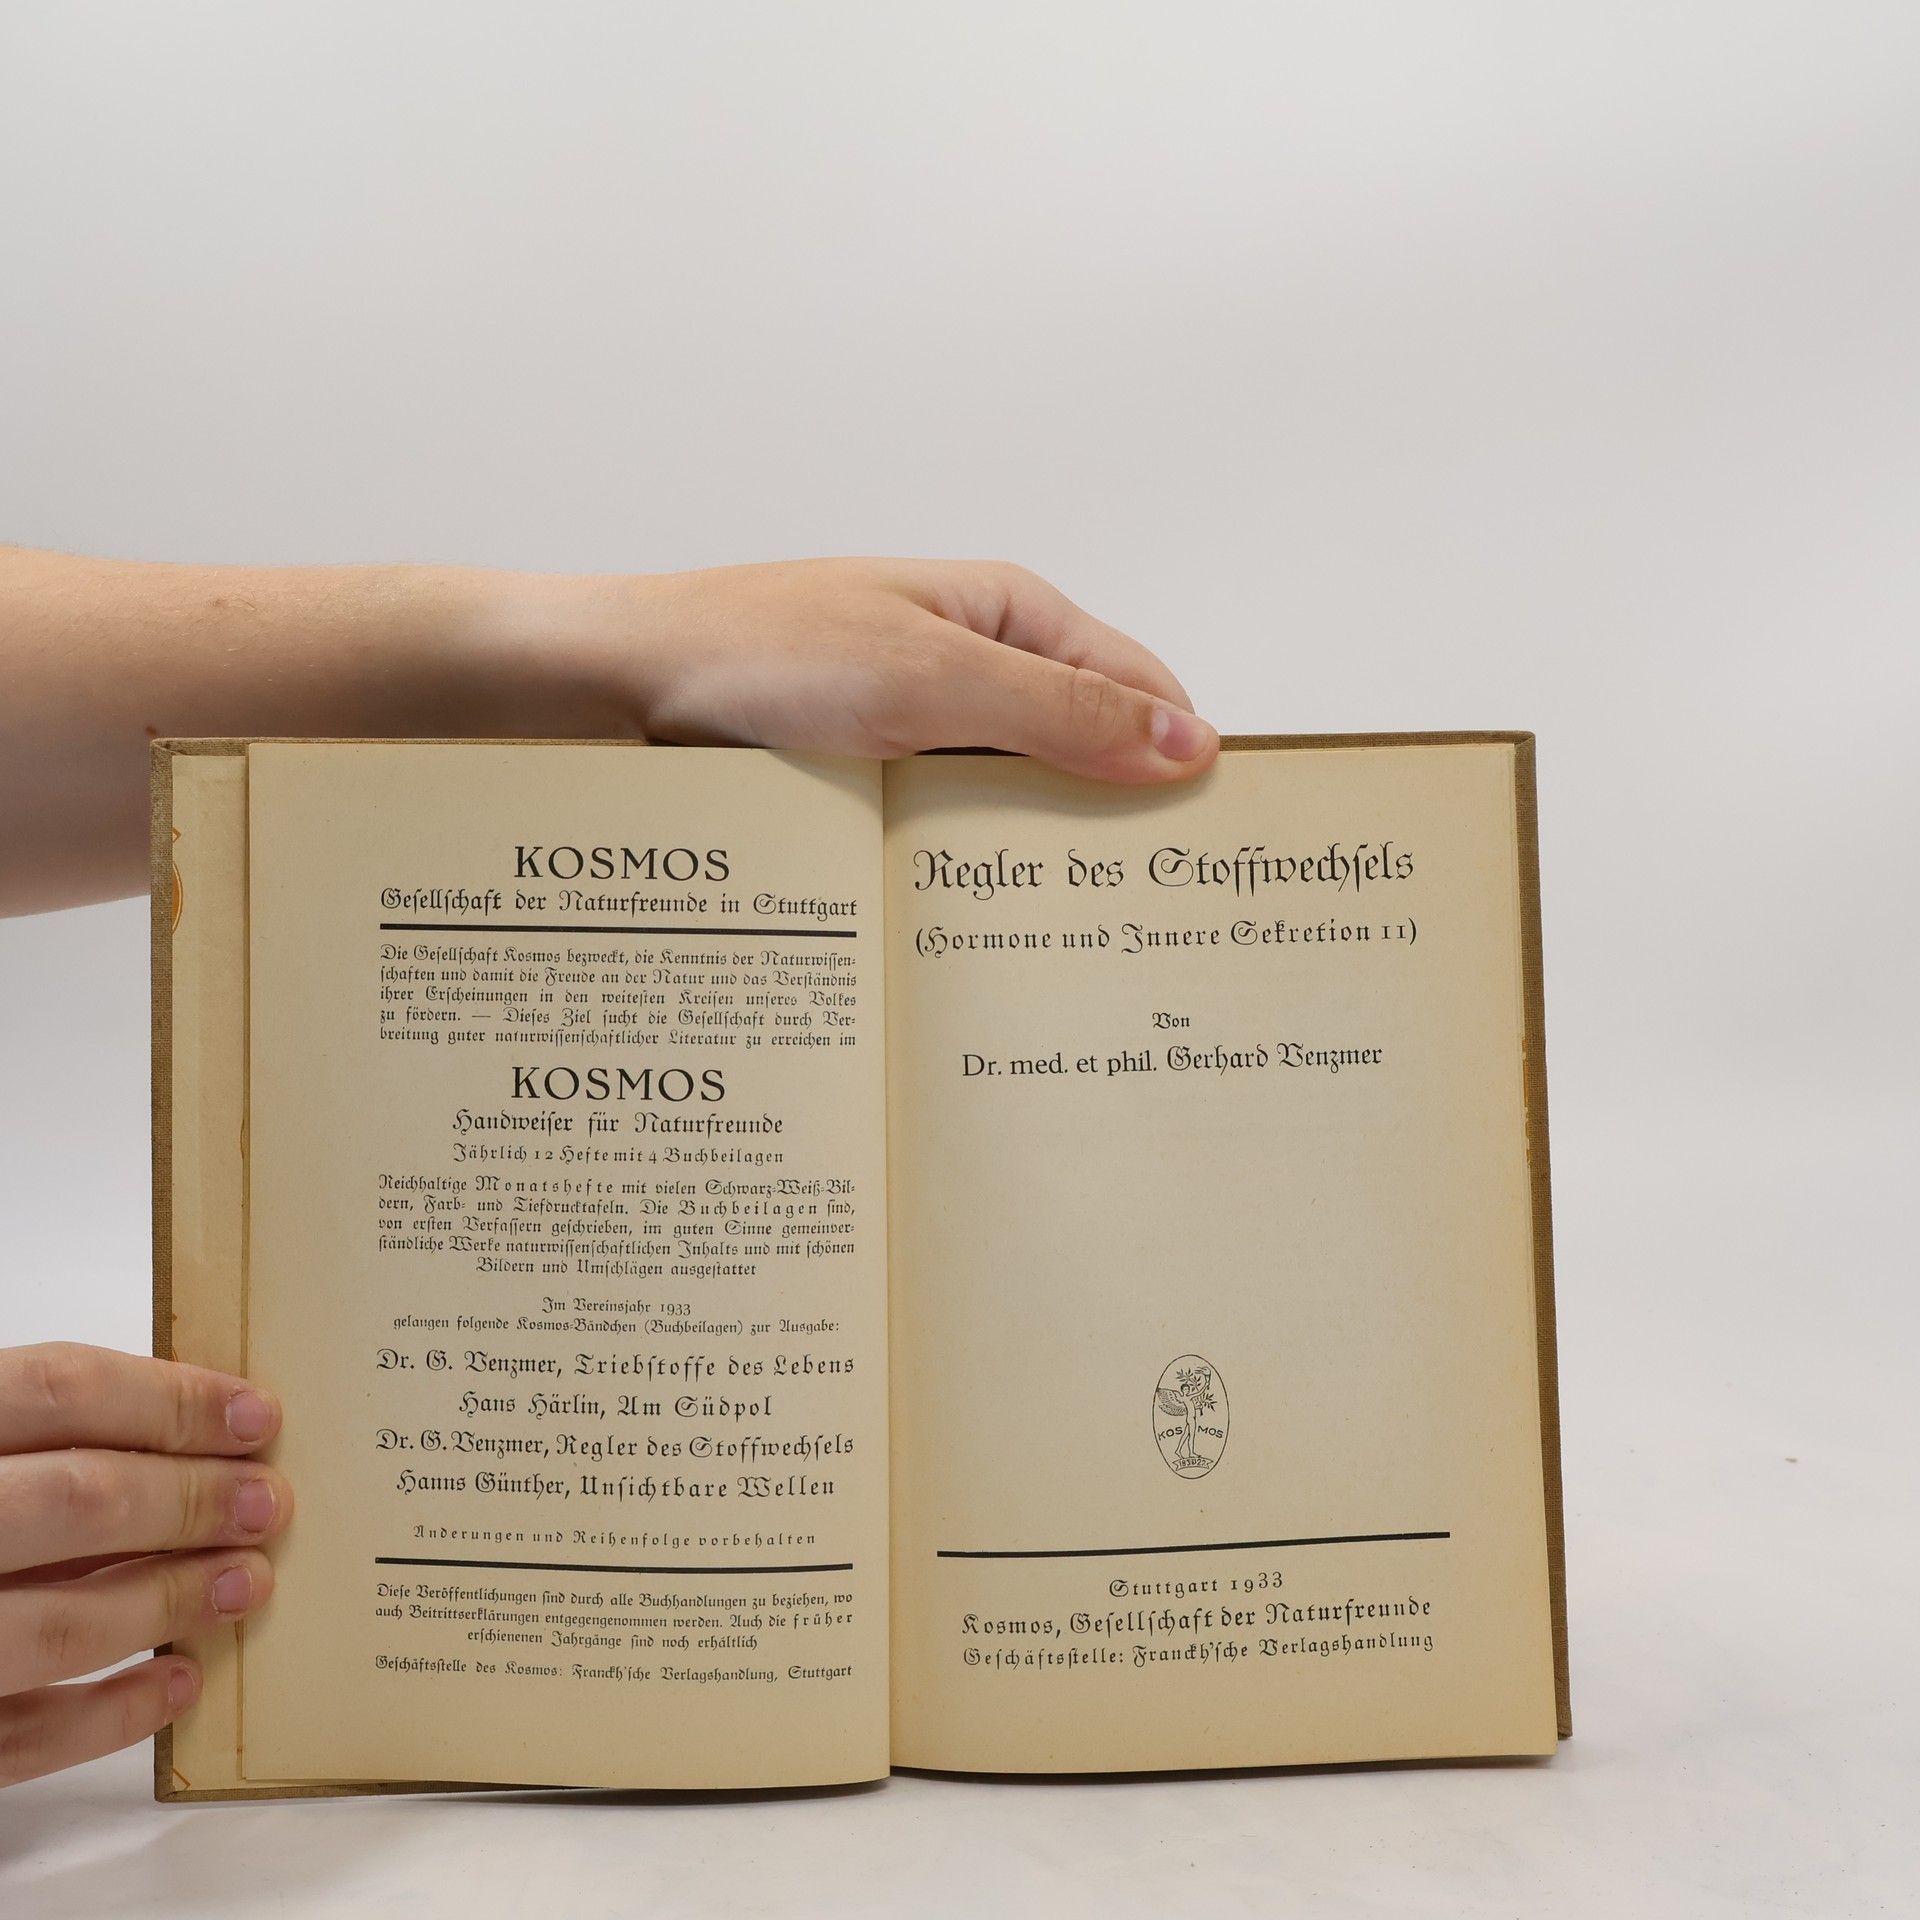 KOSMOS
Geſellſchaft der Naturfreunde in Stuttgart
Die Geſellſchaft Kosmos bezweckt, die Kenntnis der Naturwiſſen-
ſchaften und damit die Freude an der Natur und das Verſtändnis
ihrer Erſcheinungen in den weiteſten Kreiſen unſeres Volkes
zu fördern. — Dieſes Ziel ſucht die Geſellſchaft durch Ver-
breitung guter naturwiſſenſchaftlicher Literatur zu erreichen im
KOSMOS
Handweiſer für Naturfreunde
Jährlich 12 Hefte mit 4 Buchbeilagen
Reichhaltige Monatshefte mit vielen Schwarz-Weiß-Bil-
dern, Farb- und Tiefdrucktafeln. Die Buchbeilagen ſind,
von erſten Verfaſſern geſchrieben, im guten Sinne gemeinver-
ſtändliche Werke naturwiſſenſchaftlichen Inhalts und mit ſchönen
Bildern und Umſchlägen ausgeſtattet
Im Vereinsjahr 1933
gelangen folgende Kosmos-Bändchen (Buchbeilagen) zur Ausgabe:
Dr. G. Venzmer, Triebſtoffe des Lebens
Hans Härlin, Am Südpol
Dr. G. Venzmer, Regler des Stoffwechſels
Hanns Günther, Unſichtbare Wellen
Änderungen und Reihenfolge vorbehalten
Dieſe Veröffentlichungen ſind durch alle Buchhandlungen zu beziehen, wo
auch Beitrittserklärungen entgegengenommen werden. Auch die früher
erſchienenen Jahrgänge ſind noch erhältlich
Geſchäftsſtelle des Kosmos: Franckh'ſche Verlagshandlung, Stuttgart
Regler des Stoffwechſels
(Hormone und Innere Sekretion II)
Von
Dr. med. et phil. Gerhard Venzmer
KOS MOS
Stuttgart 1933
Kosmos, Geſellſchaft der Naturfreunde
Geſchäftsſtelle: Franckh'ſche Verlagshandlung